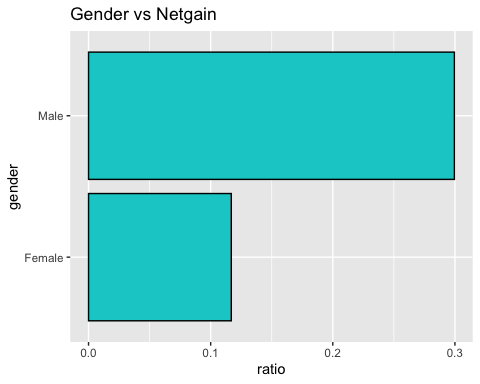 Gender vs Netgain
gender
Male
Female
0.0 0.1 0.2 0.3
ratio